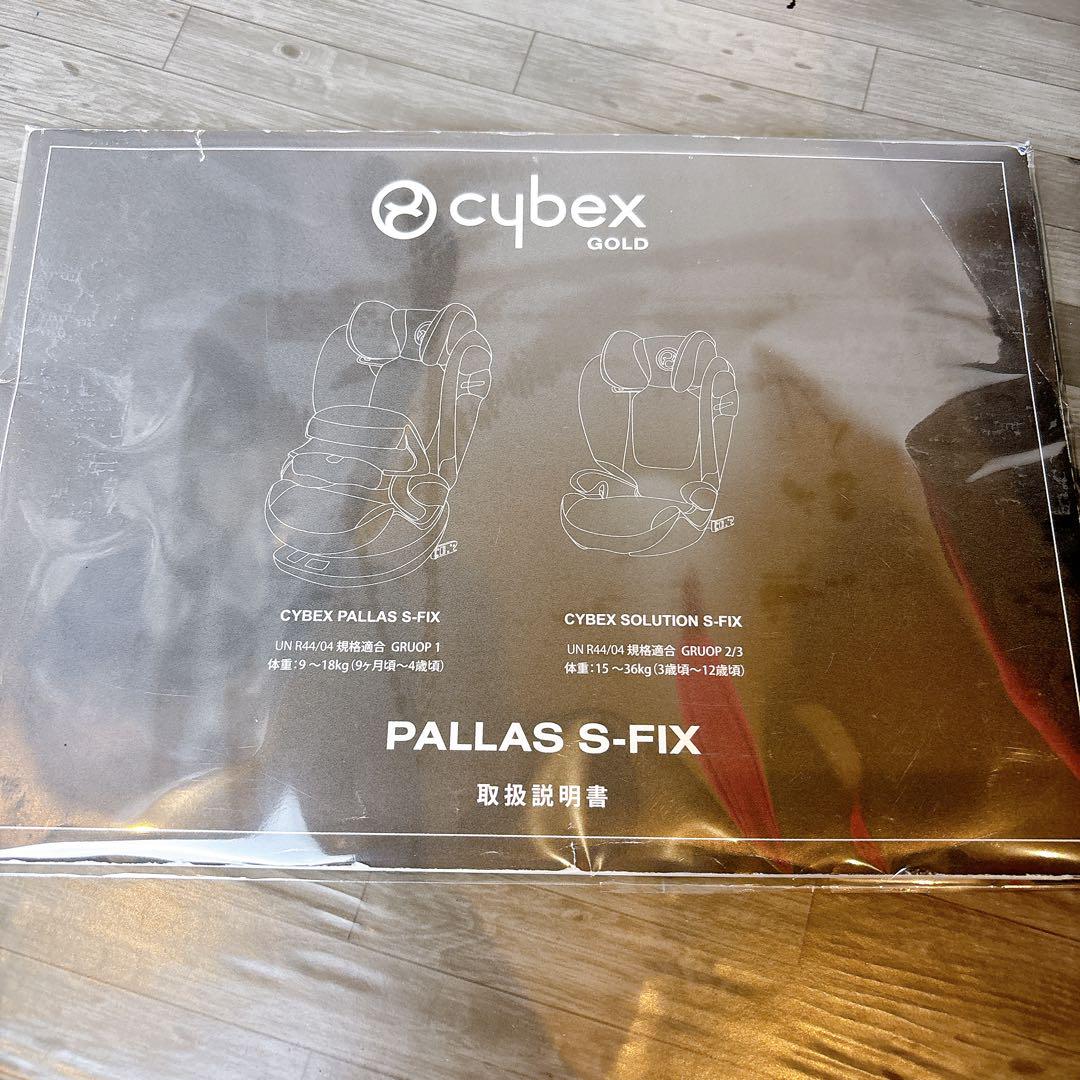 cybex
GOLD
CYBEX PALLAS S-FIX
UN R44/04 規格適合 GRUOP 1
体重：9 ～18kg（9ヶ月頃～4歳頃）
CYBEX SOLUTION S-FIX
UN R44/04 規格適合 GRUOP 2/3
体重：15 ～36kg（3歳頃～12歳頃）
PALLAS S-FIX
取扱説明書